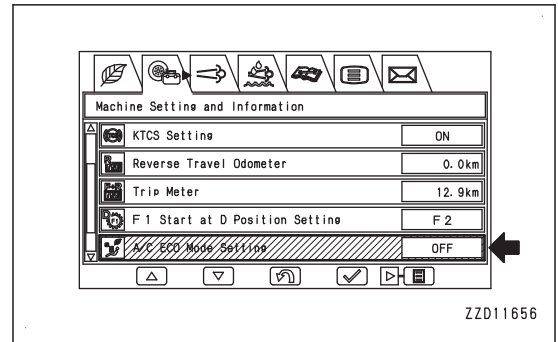 Machine Setting and Information
KTCS Setting ON
Reverse Travel Odometer 0.0km
Trip Meter 12.9km
F1 Start at D Position Setting F2
A/C ECO Mode Setting OFF
ZZD11656